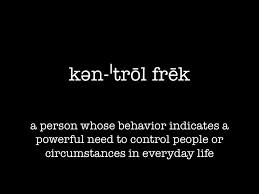 kən-ˈtrōl frēk
a person whose behavior indicates a
powerful need to control people or
circumstances in everyday life